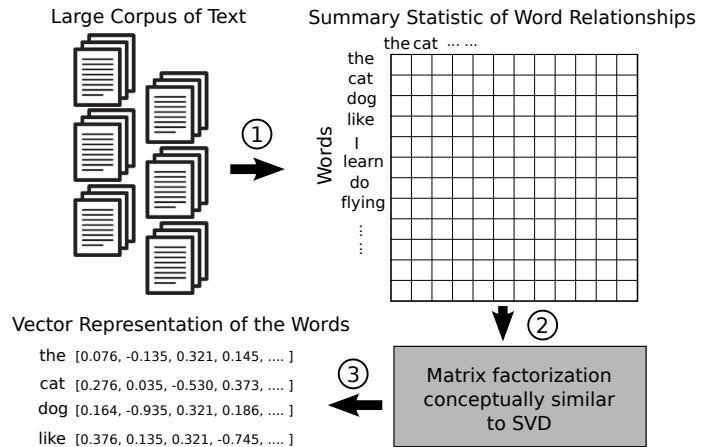 Large Corpus of Text
Summary Statistic of Word Relationships
the cat ... ...
the
cat
dog
like
I
learn
do
flying
...
...
Words
1
2
Vector Representation of the Words
the [0.076, -0.135, 0.321, 0.145, .... ]
cat [0.276, 0.035, -0.530, 0.373, .... ]
dog [0.164, -0.935, 0.321, 0.186, .... ]
like [0.376, 0.135, 0.321, -0.745, .... ]
3
Matrix factorization
conceptually similar
to SVD